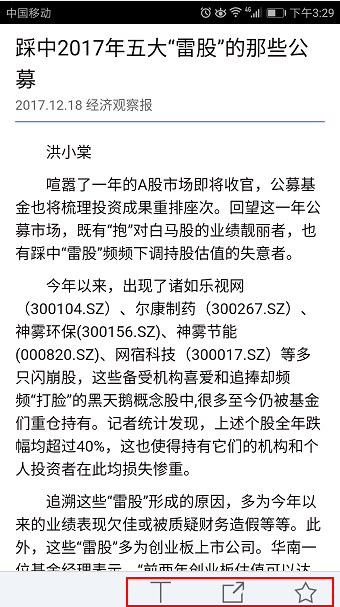 中国移动 4G 下午3:29
踩中2017年五大“雷股”的那些公
募
2017.12.18 经济观察报
洪小棠
喧嚣了一年的A股市场即将收官，公募基
金也将梳理投资成果重排座次。回望这一年公
募市场，既有“抱”对白马股的业绩靓丽者，也
有踩中“雷股”频频下调持股估值的失意者。
今年以来，出现了诸如乐视网
（300104.SZ）、尔康制药（300267.SZ）、
神雾环保(300156.SZ)、神雾节能
(000820.SZ)、网宿科技（300017.SZ）等多
只闪崩股，这些备受机构喜爱和追捧却频
频“打脸”的黑天鹅概念股中,很多至今仍被基金
们重仓持有。记者统计发现，上述个股全年跌
幅均超过40%，这也使得持有它们的机构和个
人投资者在此均损失惨重。
追溯这些“雷股”形成的原因，多为今年以
来的业绩表现欠佳或被质疑财务造假等等。此
外，这些“雷股”多为创业板上市公司。华南一
位基金经理表示，“前两年创业板估值可以达